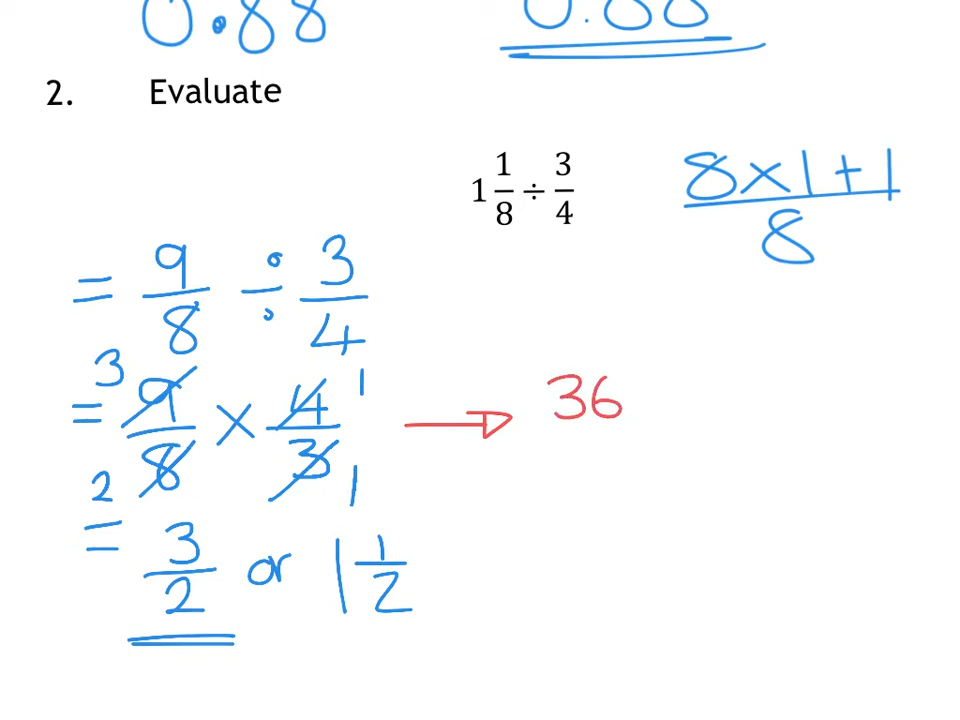 0.88 0.88
2. Evaluate
1 1/8 ÷ 3/4
8×1+1/8
= 9/8 ÷ 3/4
= 3 9/8 2 × 4/3 1 1 → 36
= 3/2 or 1 1/2